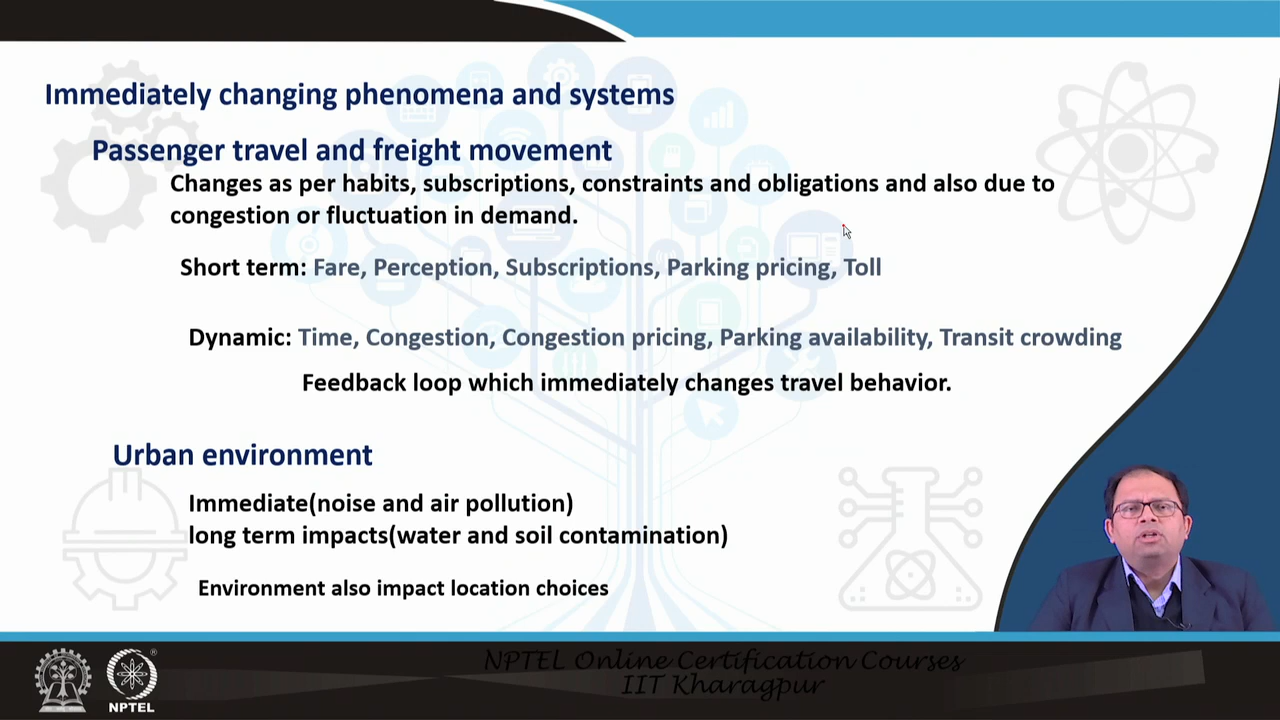 Immediately changing phenomena and systems
Passenger travel and freight movement
Changes as per habits, subscriptions, constraints and obligations and also due to
congestion or fluctuation in demand.
Short term: Fare, Perception, Subscriptions, Parking pricing, Toll
Dynamic: Time, Congestion, Congestion pricing, Parking availability, Transit crowding
Feedback loop which immediately changes travel behavior.
Urban environment
Immediate(noise and air pollution)
long term impacts(water and soil contamination)
Environment also impact location choices
NPTEL Online Certification Courses
IIT Kharagpur
NPTEL